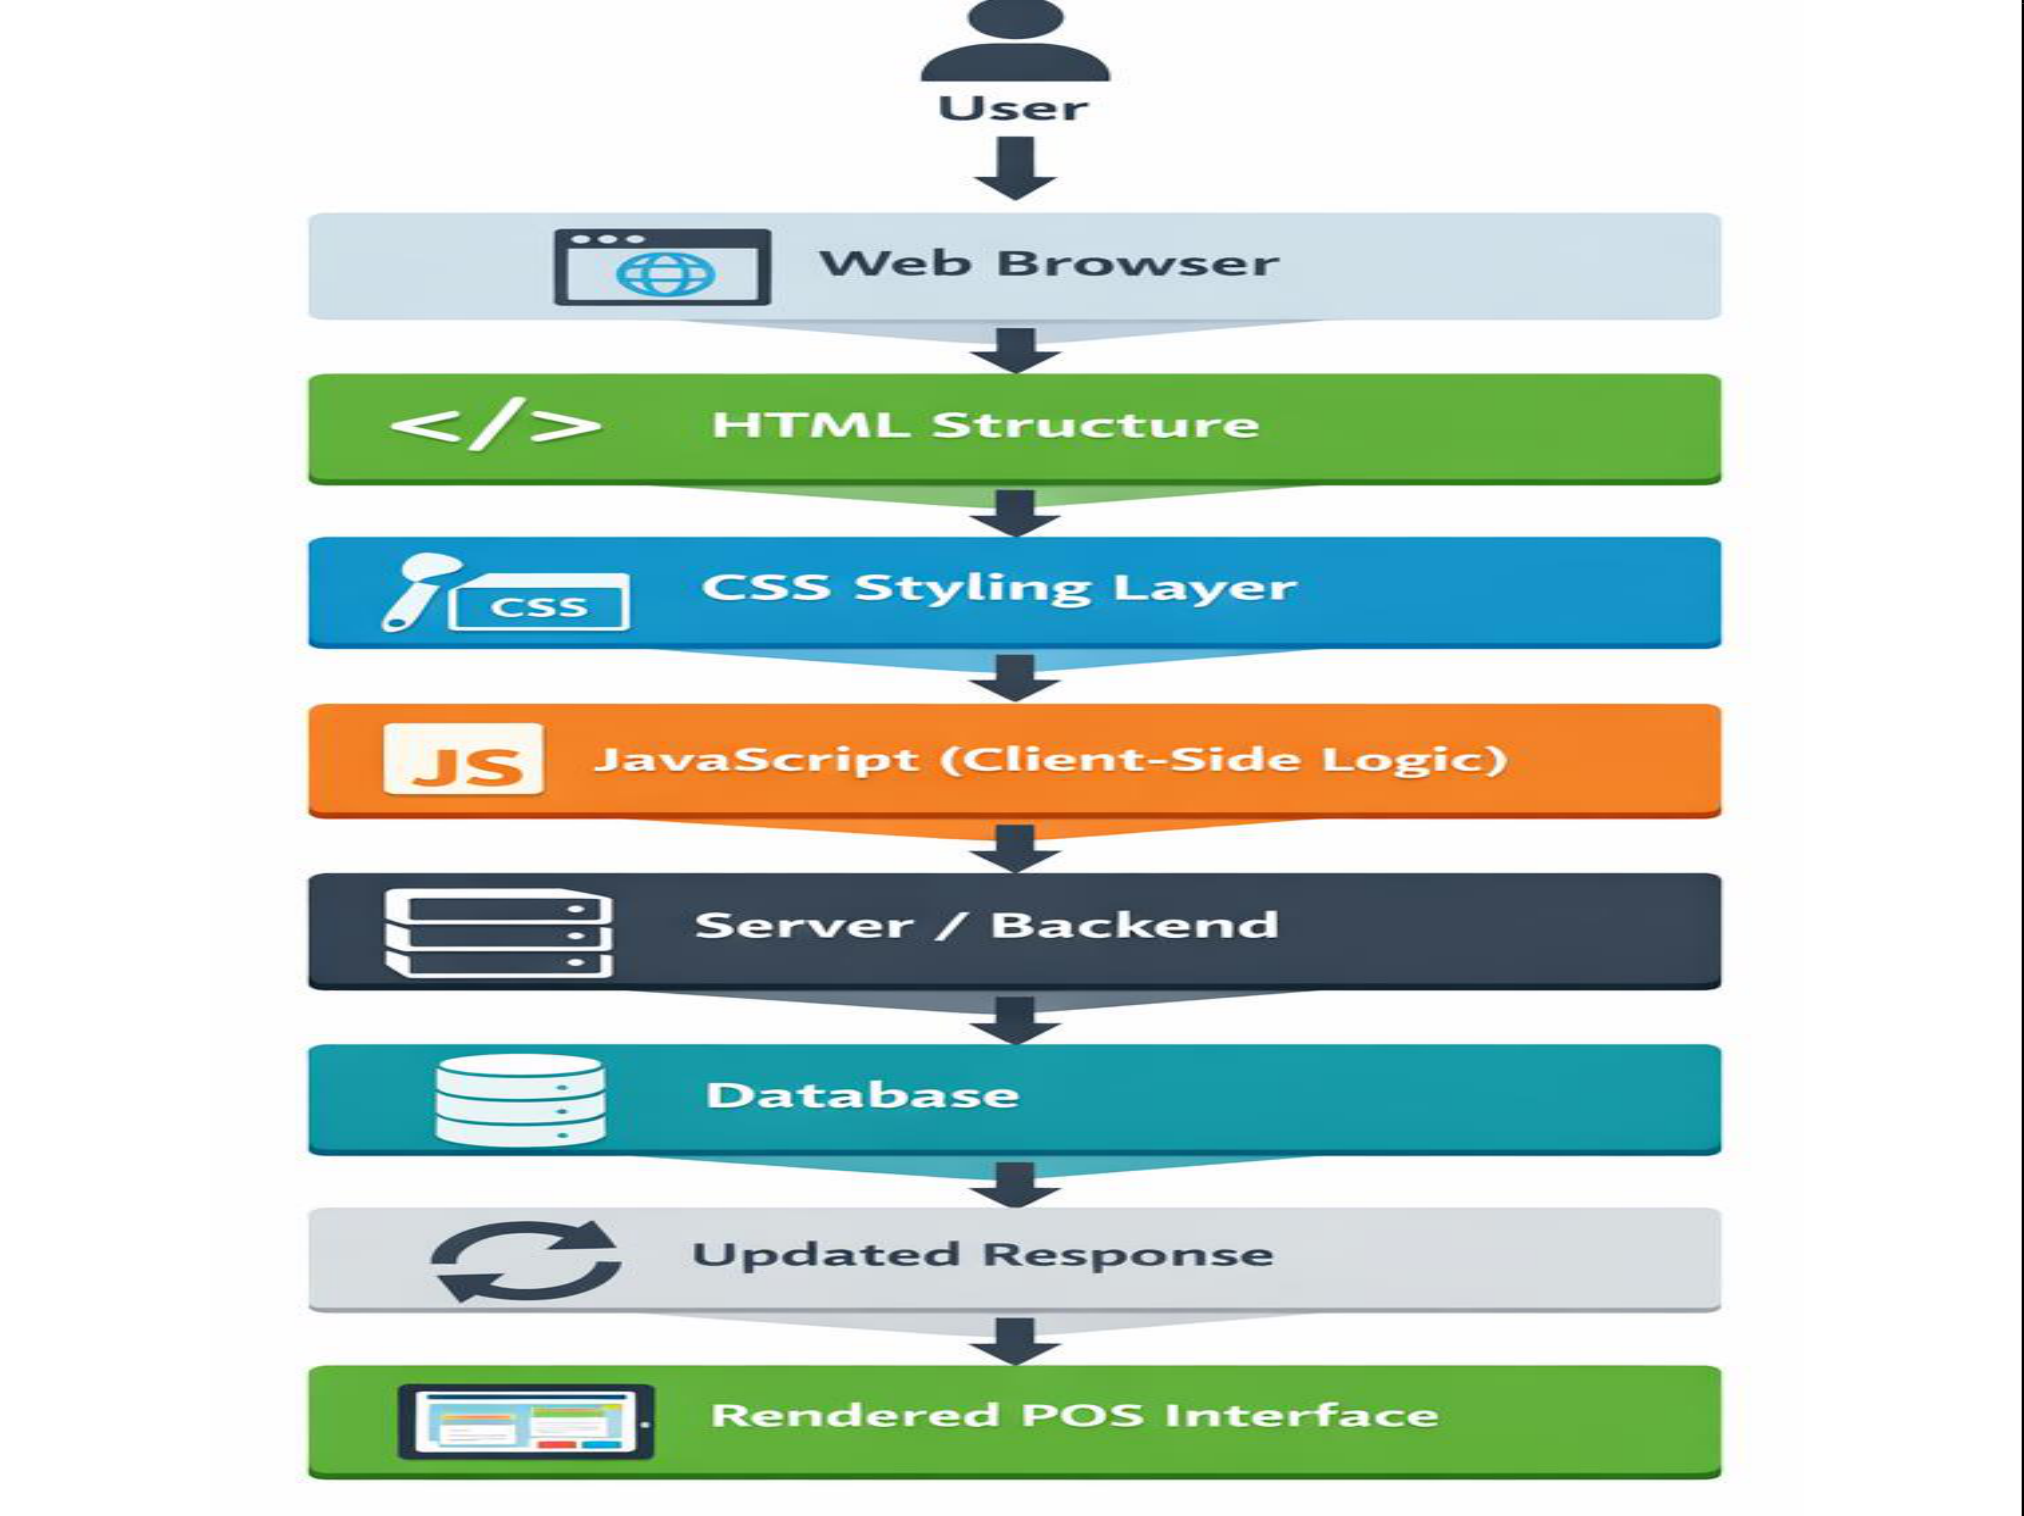 User
Web Browser
</>
HTML Structure
CSS
CSS Styling Layer
JS
JavaScript (Client-Side Logic)
Server / Backend
Database
Updated Response
Rendered POS Interface